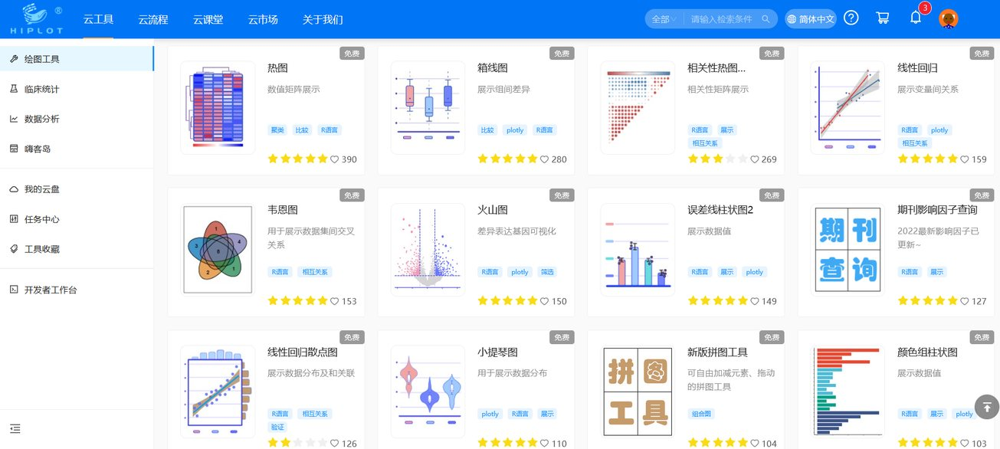 HIPLOT
®
云工具
云流程
云课堂
云市场
关于我们
全部
请输入检索条件
简体中文
3
绘图工具
临床统计
数据分析
嗨客岛
我的云盘
任务中心
工具收藏
开发者工作台
免费
热图
数值矩阵展示
聚类 比较 R语言
390
免费
箱线图
展示组间差异
比较 plotly R语言
280
免费
相关性热图...
相关性矩阵展示
R语言 展示
相互关系
269
免费
线性回归
展示变量间关系
R语言 plotly
相互关系
159
免费
韦恩图
用于展示数据集间交叉
关系
R语言 相互关系
153
1
3
4
8
2
1
免费
火山图
差异表达基因可视化
R语言 plotly 筛选
150
免费
误差线柱状图2
展示数据值
R语言 展示 plotly
149
免费
期刊
查询
期刊影响因子查询
2022最新影响因子已
更新~
R语言 展示
127
免费
线性回归散点图
展示数据分布及和关联
R语言 相互关系
验证
126
免费
小提琴图
用于展示数据分布
plotly R语言 展示
110
免费
拼图
工具
新版拼图工具
可自由加减元素、拖动
的拼图工具
组合图
104
免费
颜色组柱状图
展示数据值
R语言 展示 plotly
103